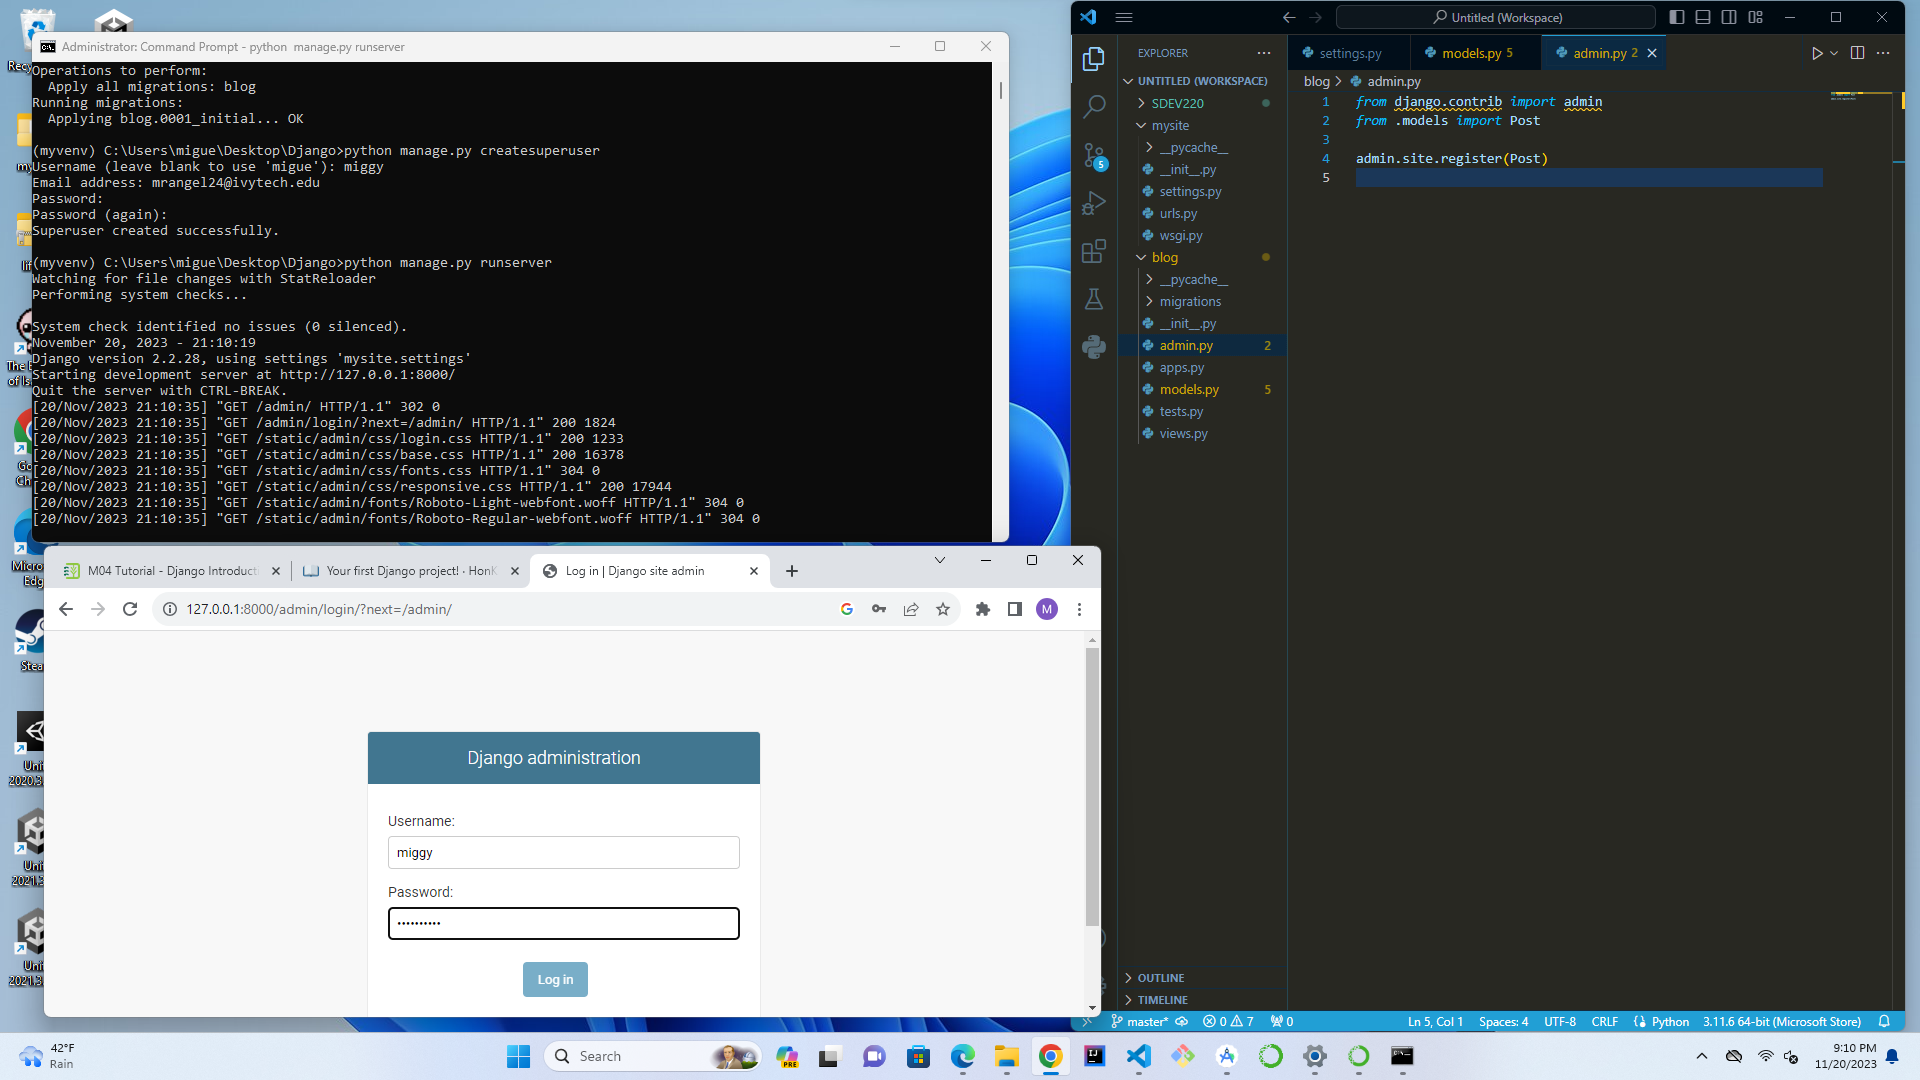 Administrator: Command Prompt - python  manage.py runserver
Operations to perform:
  Apply all migrations: blog
Running migrations:
  Applying blog.0001_initial... OK
(myvenv) C:\Users\migue\Desktop\Django>python manage.py createsuperuser
Username (leave blank to use 'migue'): miggy
Email address: mrangel24@ivytech.edu
Password:
Password (again):
Superuser created successfully.
(myvenv) C:\Users\migue\Desktop\Django>python manage.py runserver
Watching for file changes with StatReloader
Performing system checks...
System check identified no issues (0 silenced).
November 20, 2023 - 21:10:19
Django version 2.2.28, using settings 'mysite.settings'
Starting development server at http://127.0.0.1:8000/
Quit the server with CTRL-BREAK.
[20/Nov/2023 21:10:35] "GET /admin/ HTTP/1.1" 302 0
[20/Nov/2023 21:10:35] "GET /admin/login/?next=/admin/ HTTP/1.1" 200 1824
[20/Nov/2023 21:10:35] "GET /static/admin/css/login.css HTTP/1.1" 200 1233
[20/Nov/2023 21:10:35] "GET /static/admin/css/base.css HTTP/1.1" 200 16378
[20/Nov/2023 21:10:35] "GET /static/admin/css/fonts.css HTTP/1.1" 304 0
[20/Nov/2023 21:10:35] "GET /static/admin/css/responsive.css HTTP/1.1" 200 17944
[20/Nov/2023 21:10:35] "GET /static/admin/fonts/Roboto-Light-webfont.woff HTTP/1.1" 304 0
[20/Nov/2023 21:10:35] "GET /static/admin/fonts/Roboto-Regular-webfont.woff HTTP/1.1" 304 0
M04 Tutorial - Django Introduct
Your first Django project! · HonK
Log in | Django site admin
127.0.0.1:8000/admin/login/?next=/admin/
M
Django administration
Username:
miggy
Password:
••••••••••
Log in
Untitled (Workspace)
EXPLORER
UNTITLED (WORKSPACE)
SDEV220
mysite
__pycache__
__init__.py
settings.py
urls.py
wsgi.py
blog
__pycache__
migrations
__init__.py
admin.py 2
apps.py
models.py 5
tests.py
views.py
OUTLINE
TIMELINE
5
settings.py
models.py 5
admin.py 2
blog > admin.py
1 from django.contrib import admin
2 from .models import Post
3
4 admin.site.register(Post)
5
master* 0 7 0
Ln 5, Col 1 Spaces: 4 UTF-8 CRLF Python 3.11.6 64-bit (Microsoft Store)
42°F
Rain
Search
PRE
9:10 PM
11/20/2023